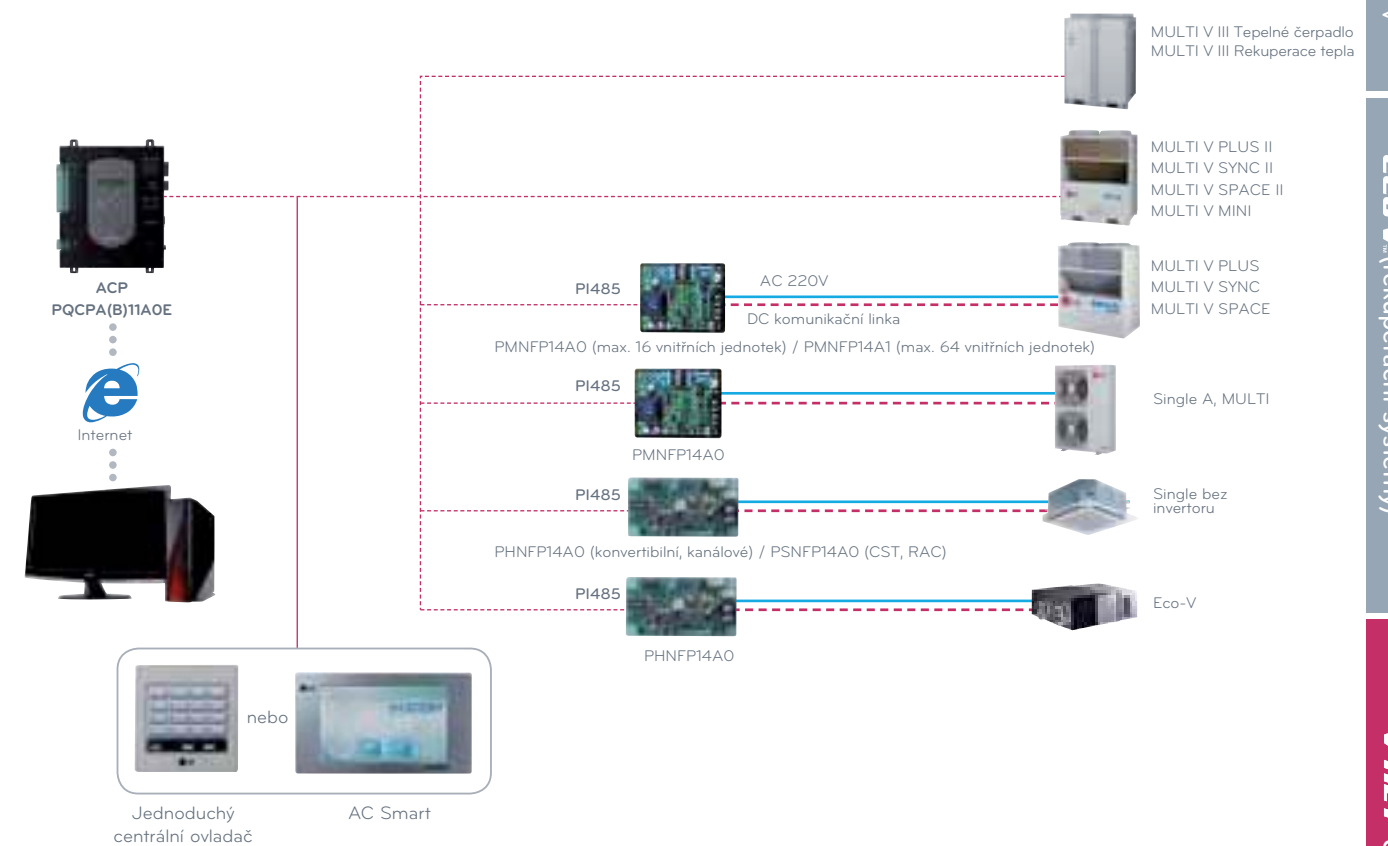 MULTI V III Tepelné čerpadlo
MULTI V III Rekuperace tepla
MULTI V PLUS II
MULTI V SYNC II
MULTI V SPACE II
MULTI V MINI
ACP
PQCPA(B)11A0E
PI485
AC 220V
DC komunikační linka
MULTI V PLUS
MULTI V SYNC
MULTI V SPACE
PMNFP14A0 (max. 16 vnitřních jednotek) / PMNFP14A1 (max. 64 vnitřních jednotek)
Internet
PI485
Single A, MULTI
PMNFP14A0
PI485
Single bez
invertoru
PHNFP14A0 (konvertibilní, kanálové) / PSNFP14A0 (CST, RAC)
PI485
Eco-V
PHNFP14A0
nebo
Jednoduchý
centrální ovladač
AC Smart